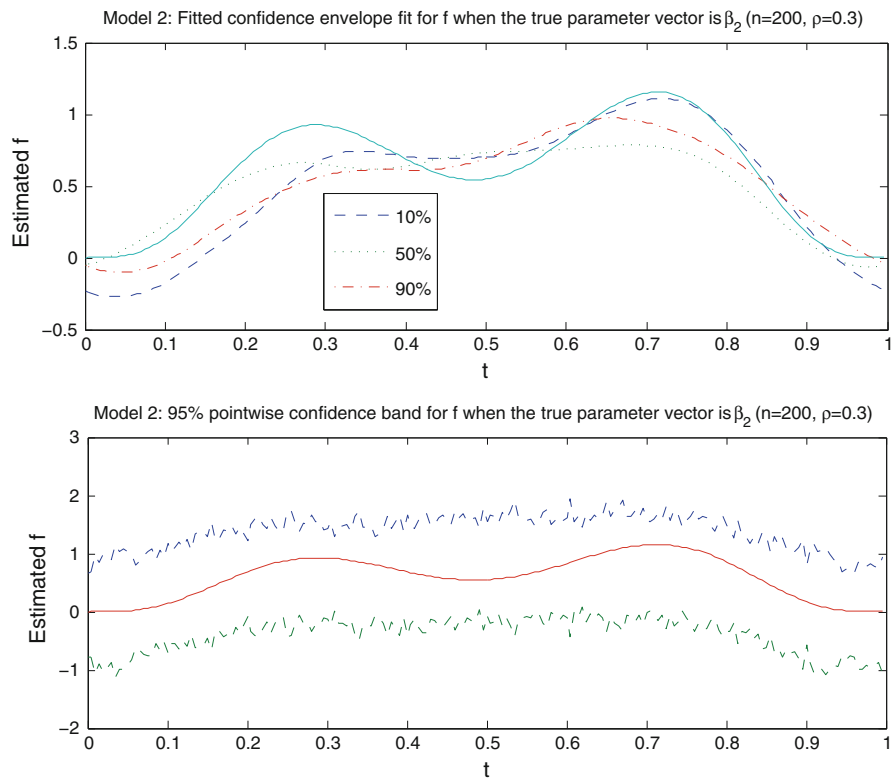 Model 2: Fitted confidence envelope fit for f when the true parameter vector is β2 (n=200, ρ=0.3)
1.5
1
0.5
0
−0.5
Estimated f
10%
50%
90%
0 0.1 0.2 0.3 0.4 0.5 0.6 0.7 0.8 0.9 1
t
Model 2: 95% pointwise confidence band for f when the true parameter vector is β2 (n=200, ρ=0.3)
3
2
1
0
−1
−2
Estimated f
0 0.1 0.2 0.3 0.4 0.5 0.6 0.7 0.8 0.9 1
t